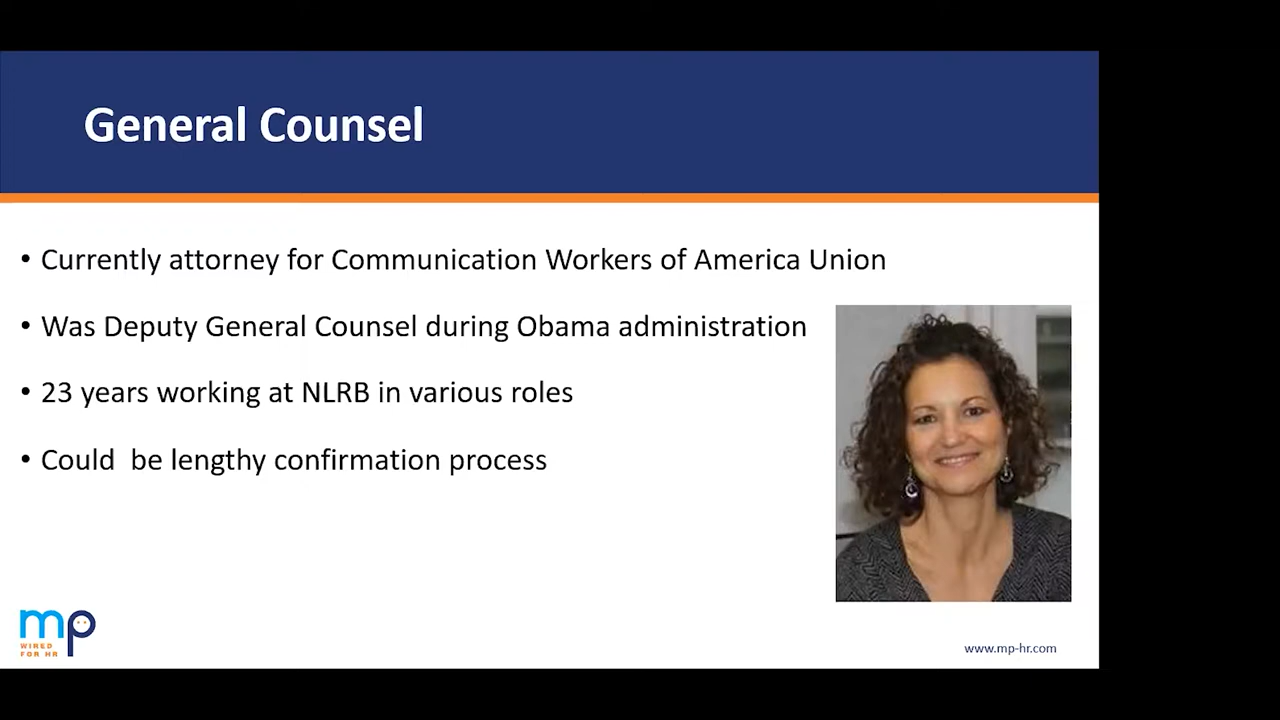 General Counsel
• Currently attorney for Communication Workers of America Union
• Was Deputy General Counsel during Obama administration
• 23 years working at NLRB in various roles
• Could  be lengthy confirmation process
mp
WIRED
FOR HR
www.mp-hr.com